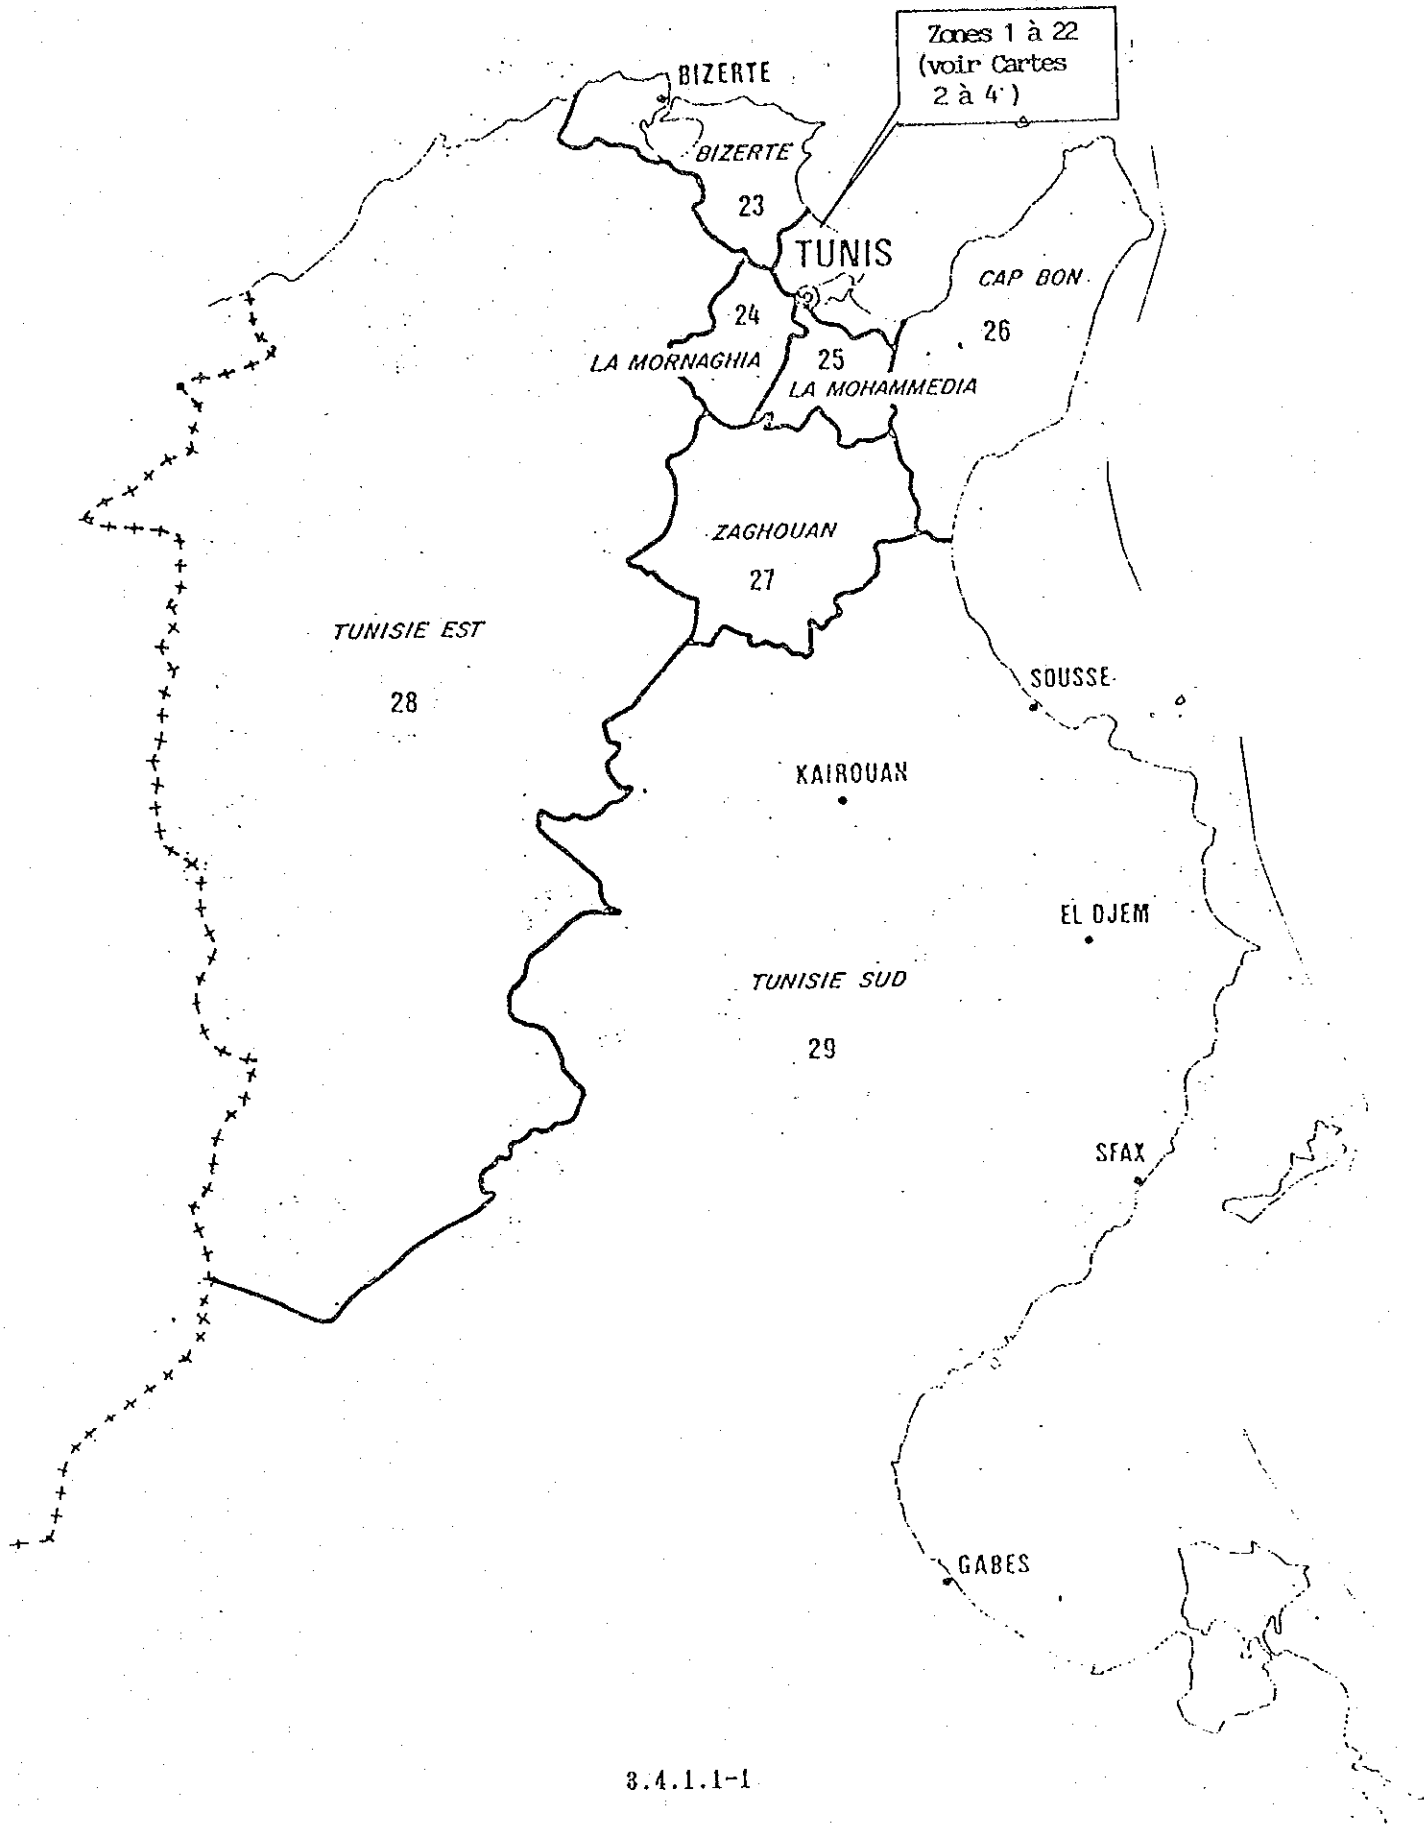 Zones 1 à 22
(voir Cartes
2 à 4)
BIZERTE
BIZERTE
23
TUNIS
CAP BON
26
24
LA MORNAGHIA
25
LA MOHAMMEDIA
ZAGHOUAN
27
TUNISIE EST
28
SOUSSE
KAIROUAN
EL DJEM
TUNISIE SUD
29
SFAX
GABES
3.4.1.1-1